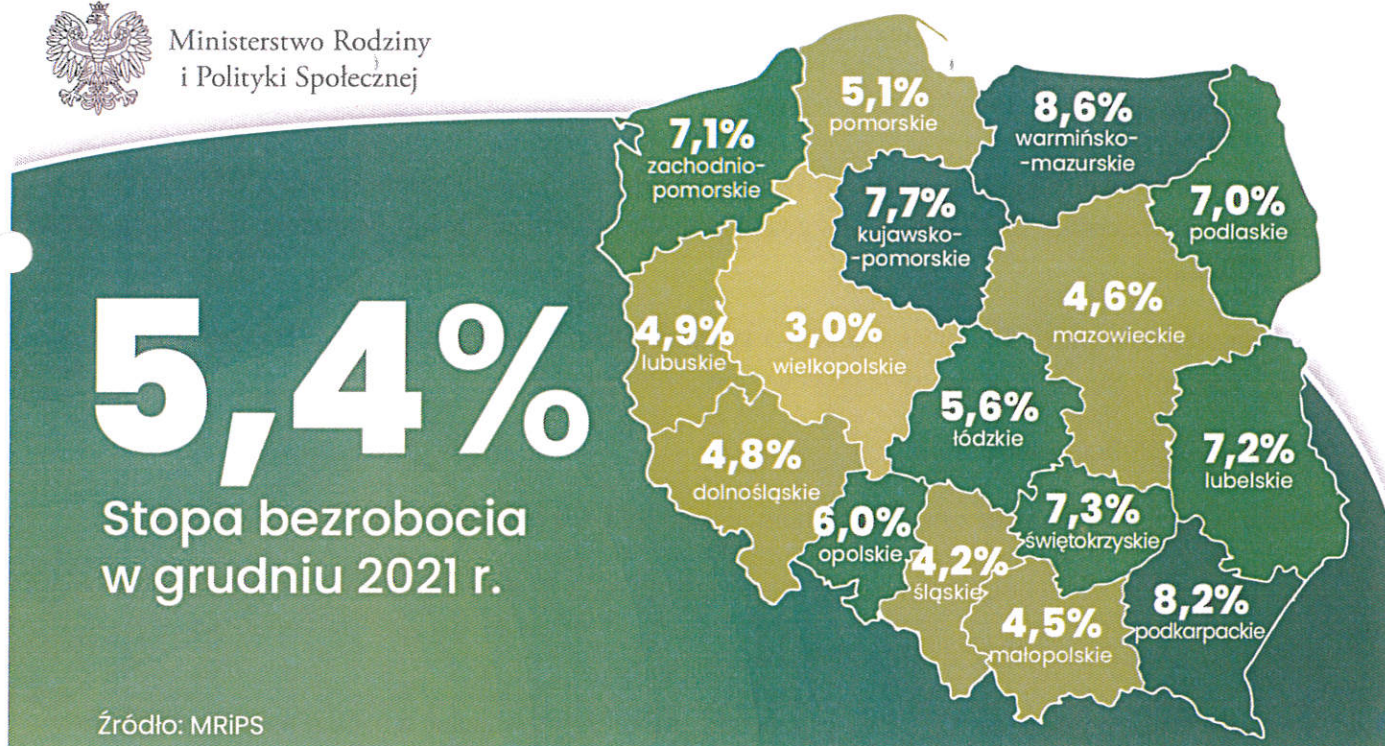 Ministerstwo Rodziny
i Polityki Społecznej
5,4%
Stopa bezrobocia
w grudniu 2021 r.
Źródło: MRiPS
7,1%
zachodnio-
pomorskie
5,1%
pomorskie
8,6%
warmińsko-
-mazurskie
7,0%
podlaskie
7,7%
kujawsko-
-pomorskie
4,9%
lubuskie
3,0%
wielkopolskie
4,6%
mazowieckie
5,6%
łódzkie
4,8%
dolnośląskie
7,2%
lubelskie
6,0%
opolskie
4,2%
śląskie
7,3%
świętokrzyskie
4,5%
małopolskie
8,2%
podkarpackie